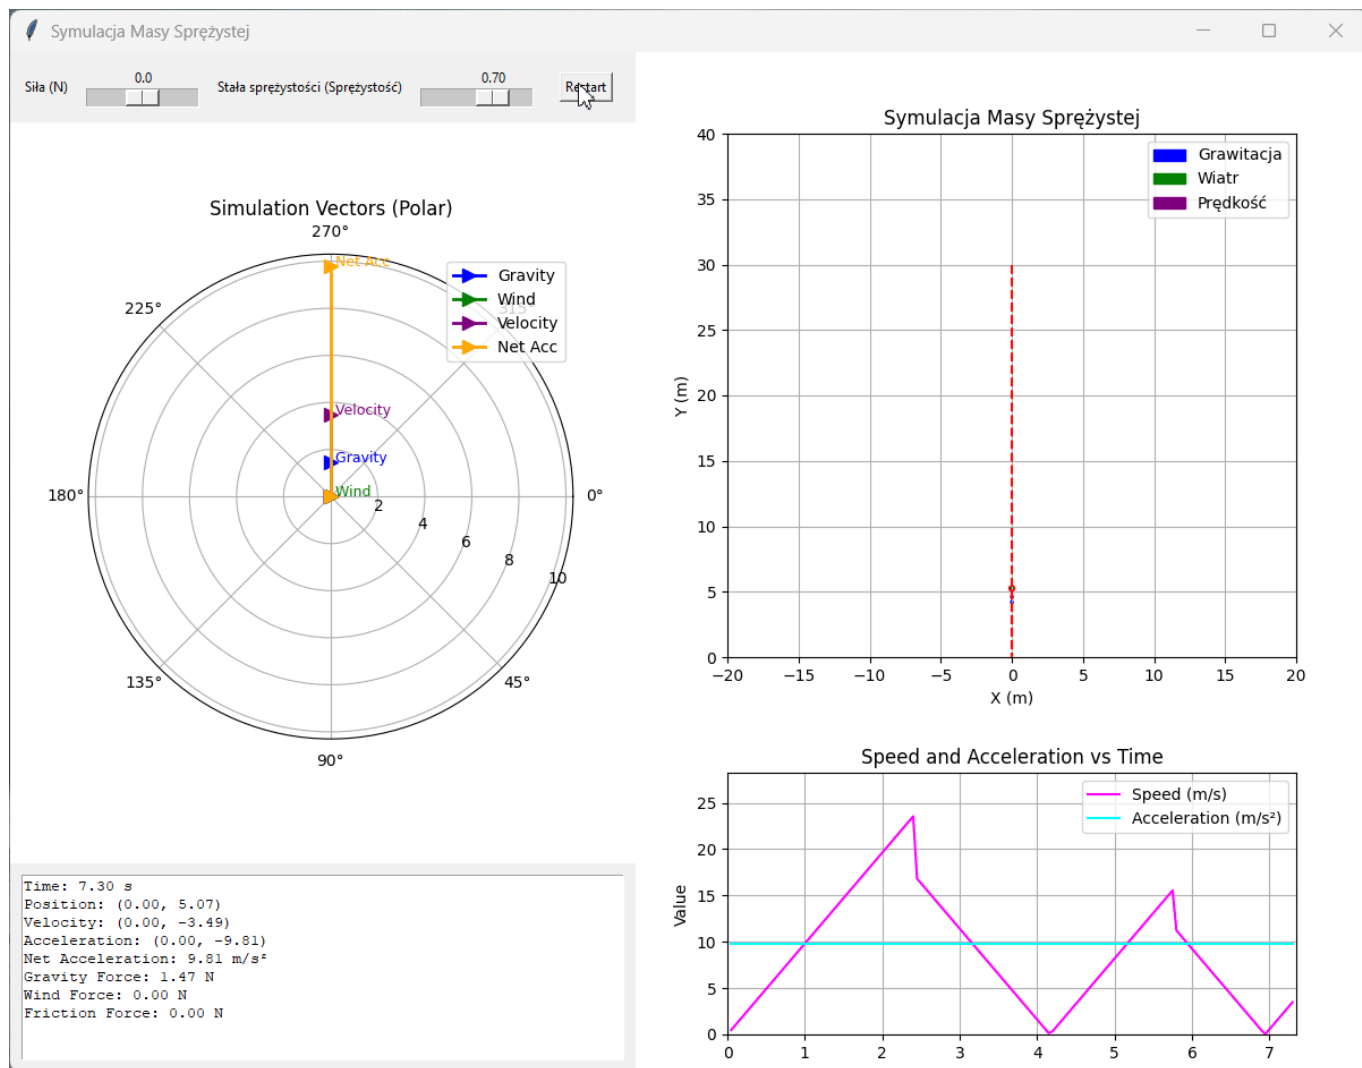 Symulacja Masy Sprężystej
Siła (N)
0.0
Stała sprężystości (Sprężystość)
0.70
Restart
Simulation Vectors (Polar)
270°
225°
315°
180°
0°
135°
45°
90°
2
4
6
8
10
Net Acc
Velocity
Gravity
Wind
Gravity
Wind
Velocity
Net Acc
Time: 7.30 s
Position: (0.00, 5.07)
Velocity: (0.00, -3.49)
Acceleration: (0.00, -9.81)
Net Acceleration: 9.81 m/s²
Gravity Force: 1.47 N
Wind Force: 0.00 N
Friction Force: 0.00 N
Symulacja Masy Sprężystej
Grawitacja
Wiatr
Prędkość
40
35
30
25
20
15
10
5
0
Y (m)
−20 −15 −10 −5 0 5 10 15 20
X (m)
Speed and Acceleration vs Time
Speed (m/s)
Acceleration (m/s²)
25
20
15
10
5
0
Value
0 1 2 3 4 5 6 7